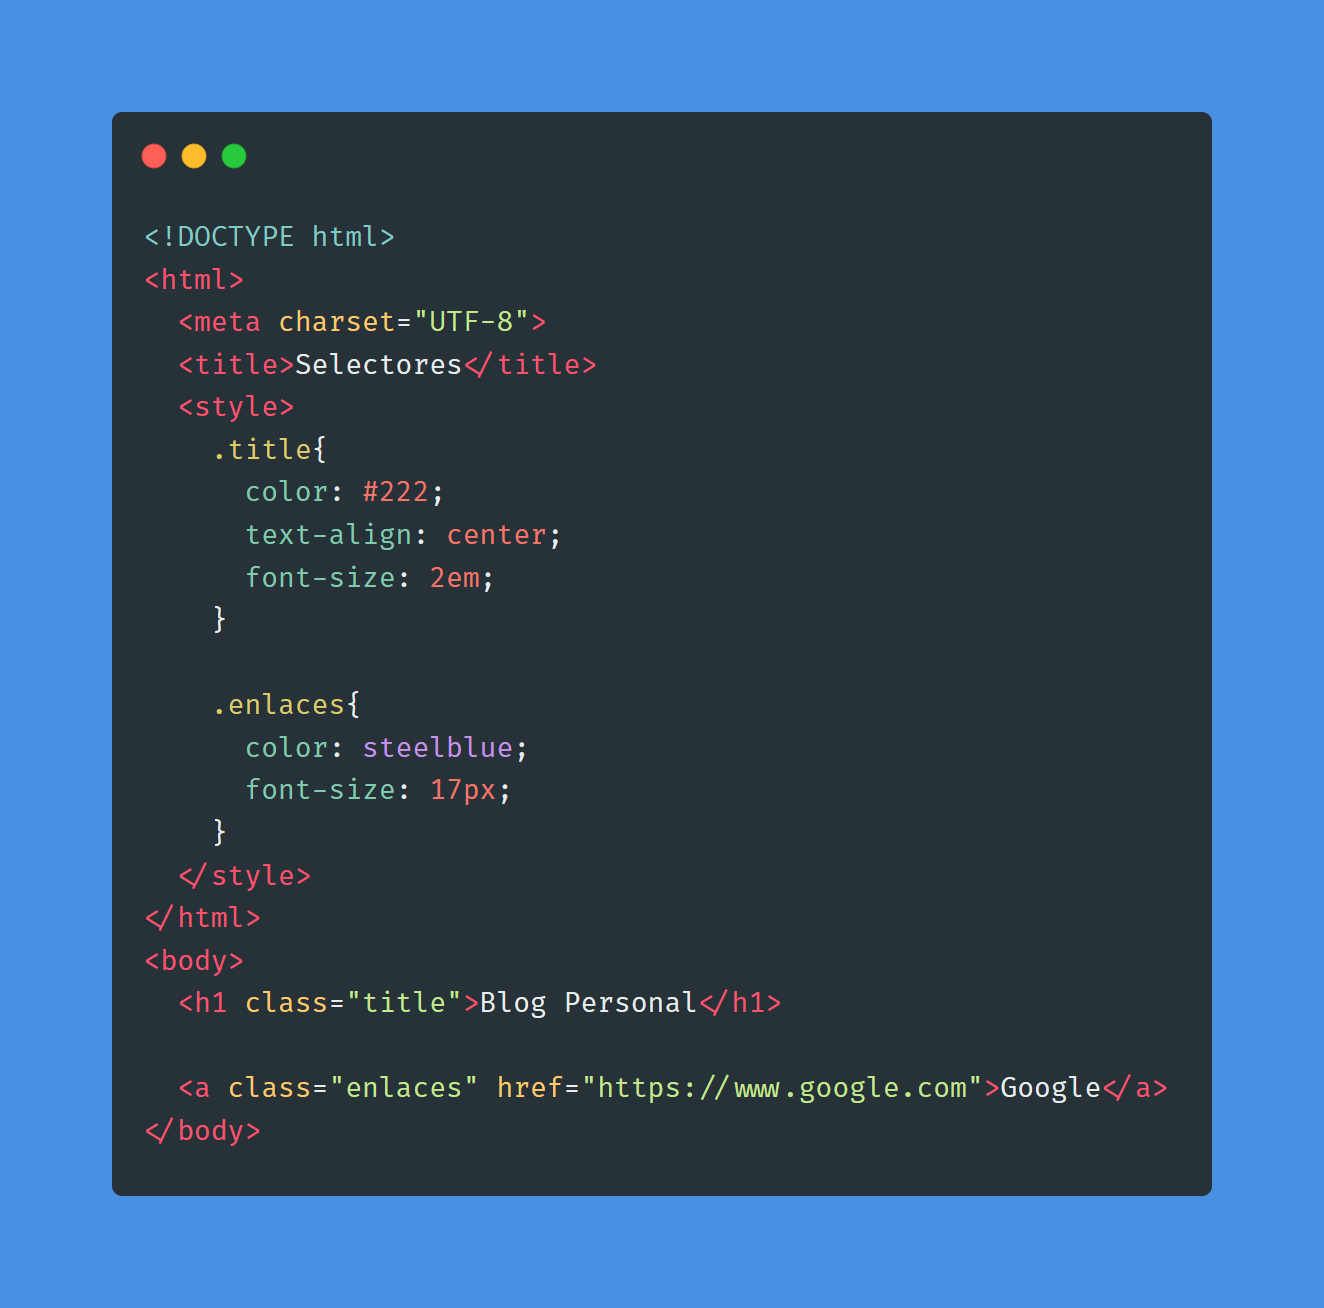 <!DOCTYPE html>
<html>
  <meta charset="UTF-8">
  <title>Selectores</title>
  <style>
    .title{
      color: #222;
      text-align: center;
      font-size: 2em;
    }

    .enlaces{
      color: steelblue;
      font-size: 17px;
    }
  </style>
</html>
<body>
  <h1 class="title">Blog Personal</h1>

  <a class="enlaces" href="https://www.google.com">Google</a>
</body>